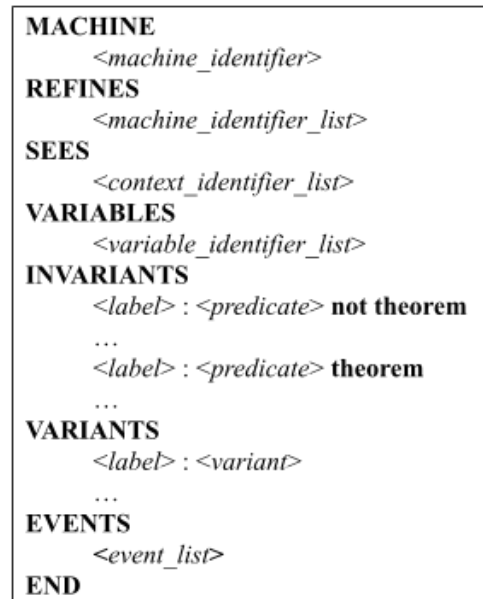 MACHINE
<machine_identifier>
REFINES
<machine_identifier_list>
SEES
<context_identifier_list>
VARIABLES
<variable_identifier_list>
INVARIANTS
<label> : <predicate> not theorem
…
<label> : <predicate> theorem
…
VARIANTS
<label> : <variant>
…
EVENTS
<event_list>
END